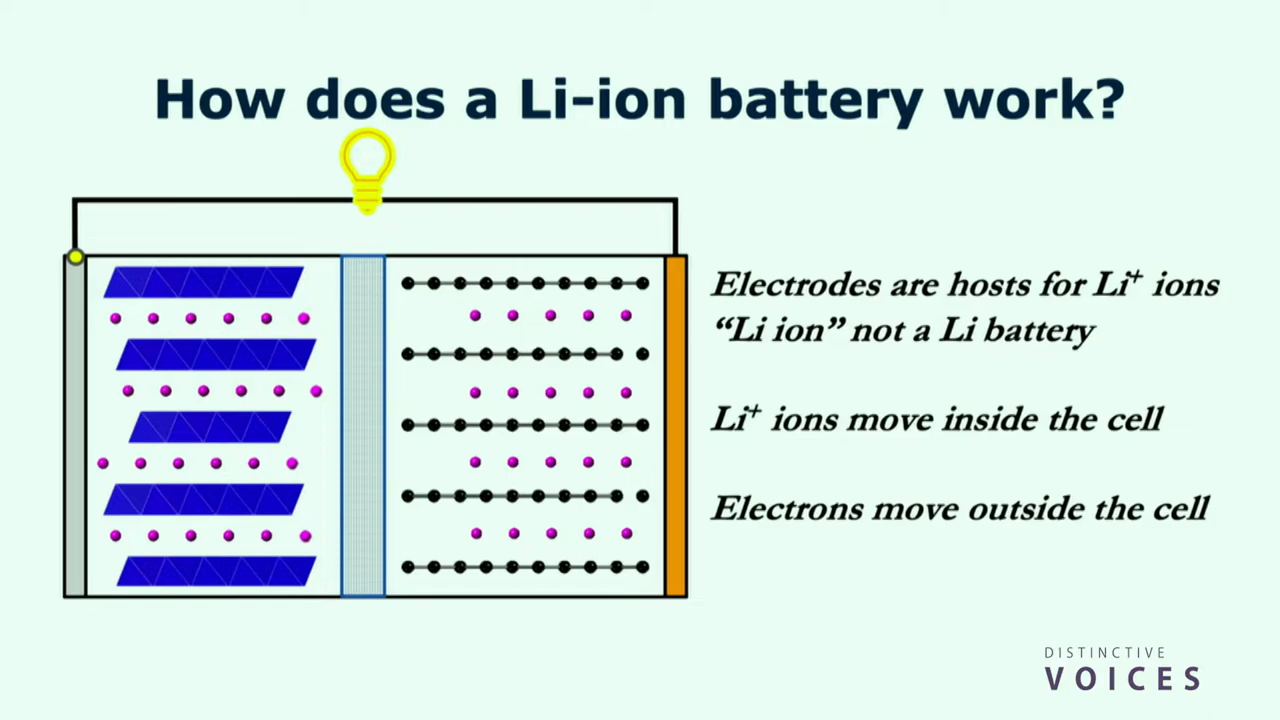 How does a Li-ion battery work?
Electrodes are hosts for Li⁺ ions
“Li ion” not a Li battery
Li⁺ ions move inside the cell
Electrons move outside the cell
DISTINCTIVE
VOICES